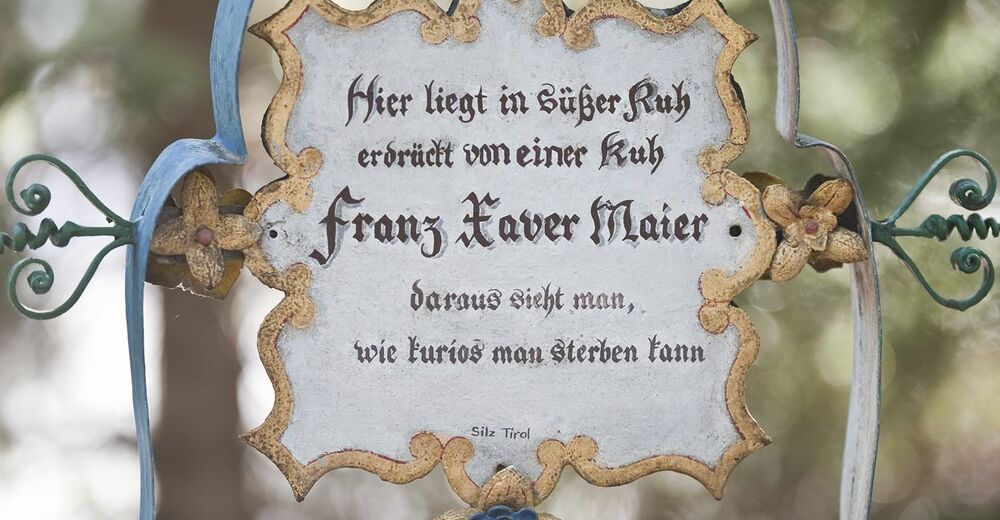 Hier liegt in süßer Ruh
erdrückt von einer Kuh
Franz Xaver Maier
daraus sieht man,
wie kurios man sterben kann
Silz Tirol